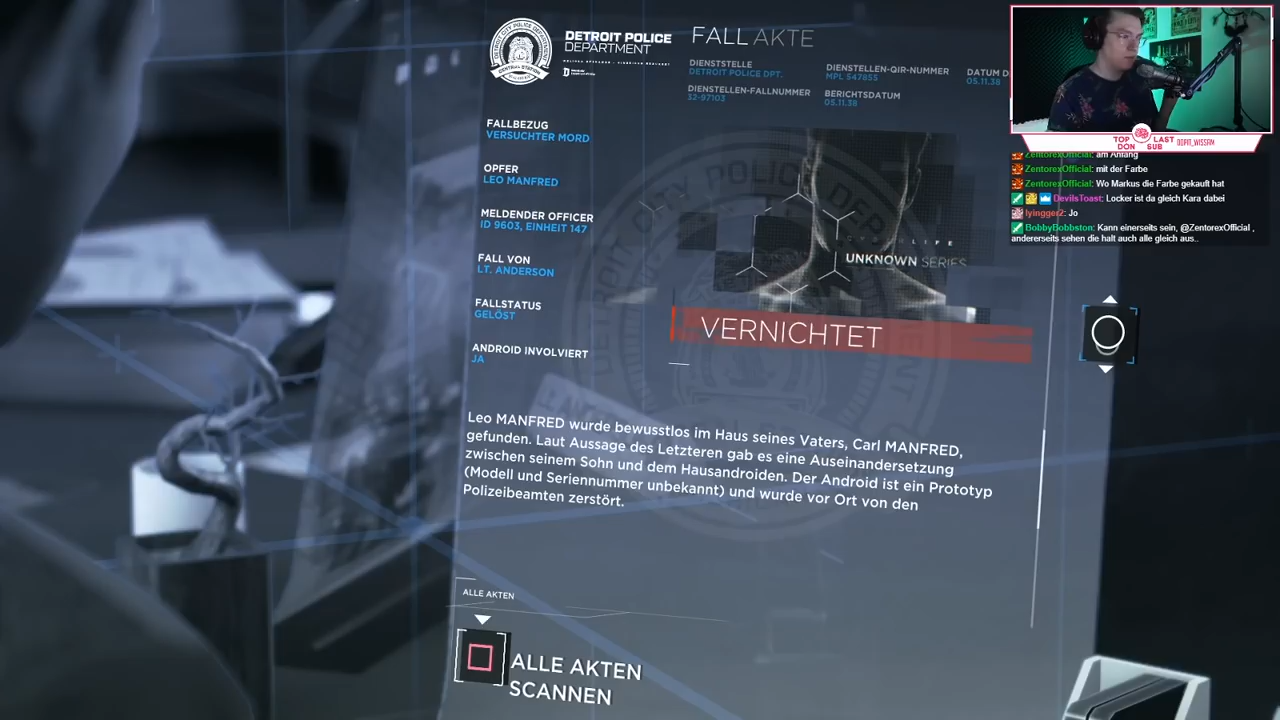 DETROIT POLICE
DEPARTMENT
FALLAKTE
DIENSTSTELLE
DETROIT POLICE DPT.
DIENSTELLEN-QIR-NUMMER
MPL 547855
DATUM D
05.11.38
DIENSTELLEN-FALLNUMMER
32-97103
BERICHTSDATUM
05.11.38
FALLBEZUG
VERSUCHTER MORD
OPFER
LEO MANFRED
MELDENDER OFFICER
ID 9603, EINHEIT 147
FALL VON
LT. ANDERSON
FALLSTATUS
GELÖST
ANDROID INVOLVIERT
JA
LIFE
UNKNOWN SERIES
VERNICHTET
Leo MANFRED wurde bewusstlos im Haus seines Vaters, Carl MANFRED,
gefunden. Laut Aussage des Letzteren gab es eine Auseinandersetzung
zwischen seinem Sohn und dem Hausandroiden. Der Android ist ein Prototyp
(Modell und Seriennummer unbekannt) und wurde vor Ort von den
Polizeibeamten zerstört.
ALLE AKTEN
ALLE AKTEN
SCANNEN
TOP DON
LAST SUB
ZentorexOfficial: am Anfang
ZentorexOfficial: mit der Farbe
ZentorexOfficial: Wo Markus die Farbe gekauft hat
DevilsToast: Locker ist da gleich Kara dabei
lyingger2: Jo
BobbyBobbston: Kann einerseits sein, @ZentorexOfficial ,
andererseits sehen die halt auch alle gleich aus..